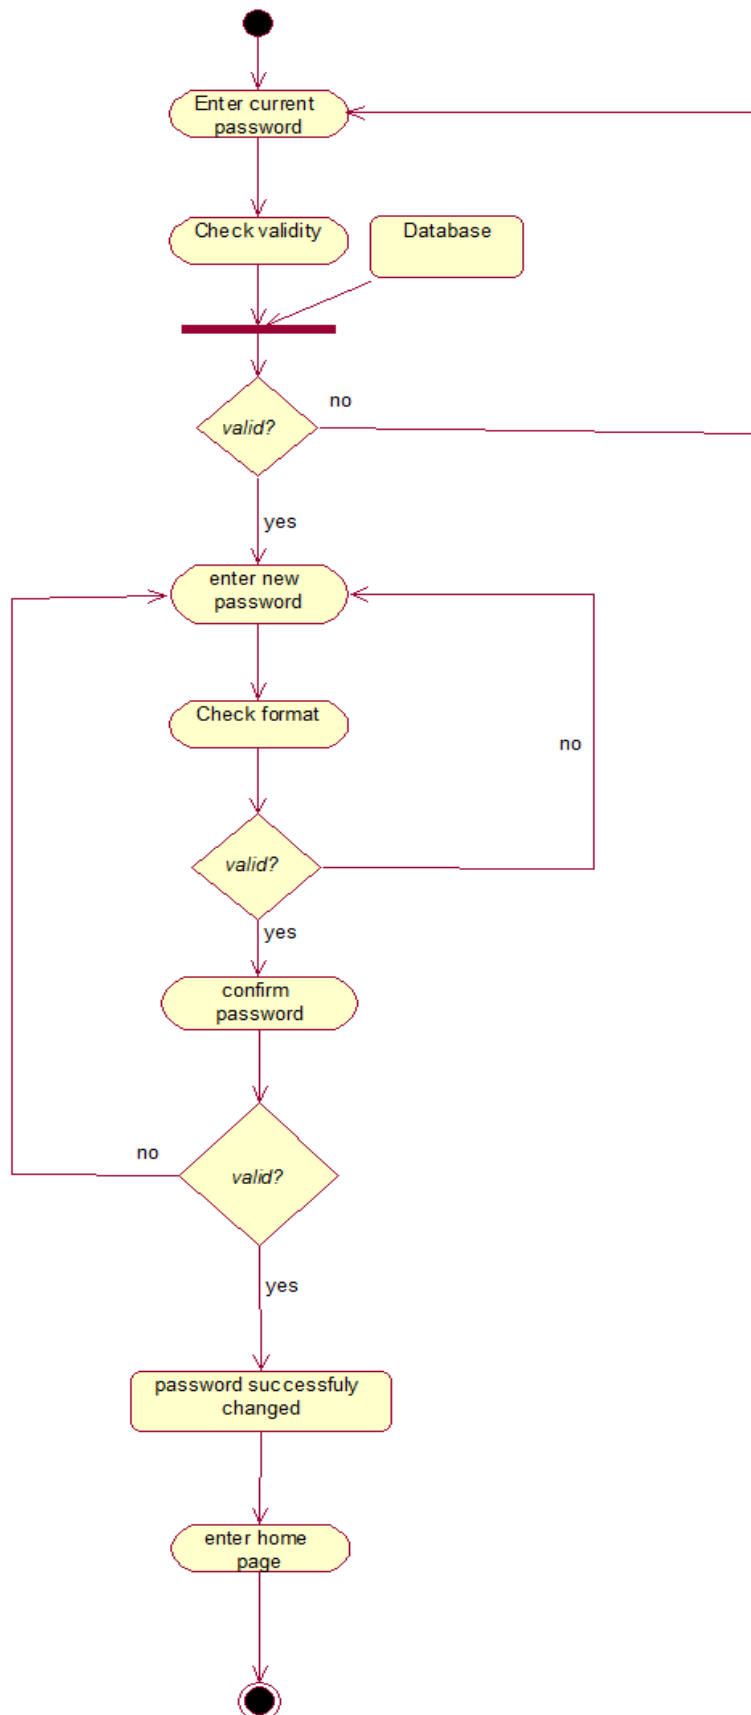 Enter current
password
Check validity
Database
no
valid?
yes
enter new
password
Check format
no
valid?
yes
confirm
password
no
valid?
yes
password successfuly
changed
enter home
page